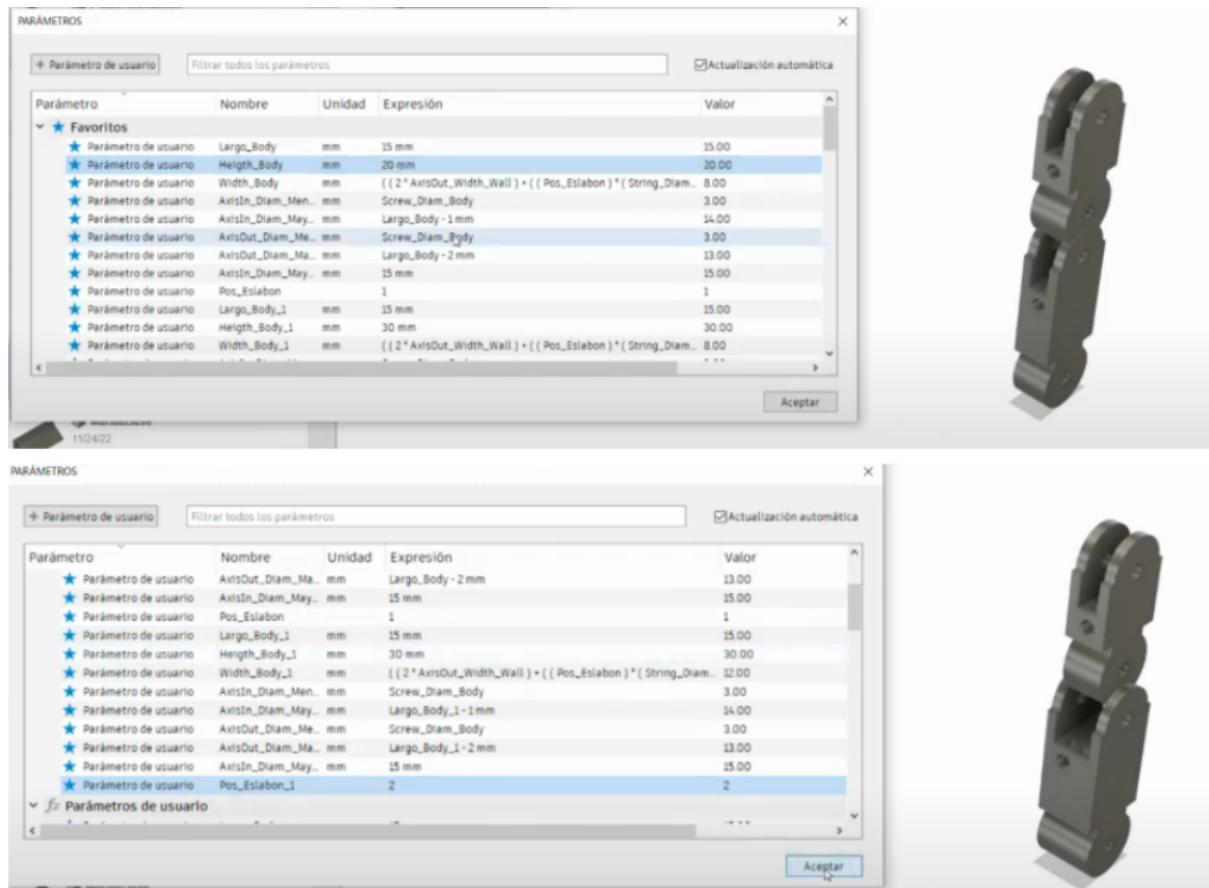 PARÁMETROS
+ Parámetro de usuario Filtrar todos los parámetros Actualización automática
Parámetro Nombre Unidad Expresión Valor
Favoritos
Parámetro de usuario Largo_Body mm 15 mm 15.00
Parámetro de usuario Heigth_Body mm 20 mm 20.00
Parámetro de usuario Width_Body mm ( ( 2 * AxisOut_Width_Wall ) + ( ( Pos_Eslabon ) * ( String_Diam... 8.00
Parámetro de usuario AxisIn_Diam_Men... mm Screw_Diam_Body 3.00
Parámetro de usuario AxisIn_Diam_May... mm Largo_Body - 1 mm 14.00
Parámetro de usuario AxisOut_Diam_Me... mm Screw_Diam_Body 3.00
Parámetro de usuario AxisOut_Diam_Ma... mm Largo_Body - 2 mm 13.00
Parámetro de usuario AxisIn_Diam_May... mm 15 mm 15.00
Parámetro de usuario Pos_Eslabon 1 1
Parámetro de usuario Largo_Body_1 mm 15 mm 15.00
Parámetro de usuario Heigth_Body_1 mm 30 mm 30.00
Parámetro de usuario Width_Body_1 mm ( ( 2 * AxisOut_Width_Wall ) + ( ( Pos_Eslabon ) * ( String_Diam... 8.00
Aceptar
11/24/22
PARÁMETROS
+ Parámetro de usuario Filtrar todos los parámetros Actualización automática
Parámetro Nombre Unidad Expresión Valor
Parámetro de usuario AxisOut_Diam_Ma... mm Largo_Body - 2 mm 13.00
Parámetro de usuario AxisIn_Diam_May... mm 15 mm 15.00
Parámetro de usuario Pos_Eslabon 1 1
Parámetro de usuario Largo_Body_1 mm 15 mm 15.00
Parámetro de usuario Heigth_Body_1 mm 30 mm 30.00
Parámetro de usuario Width_Body_1 mm ( ( 2 * AxisOut_Width_Wall ) + ( ( Pos_Eslabon ) * ( String_Diam... 12.00
Parámetro de usuario AxisIn_Diam_Men... mm Screw_Diam_Body 3.00
Parámetro de usuario AxisIn_Diam_May... mm Largo_Body_1 - 1 mm 14.00
Parámetro de usuario AxisOut_Diam_Me... mm Screw_Diam_Body 3.00
Parámetro de usuario AxisOut_Diam_Ma... mm Largo_Body_1 - 2 mm 13.00
Parámetro de usuario AxisIn_Diam_May... mm 15 mm 15.00
Parámetro de usuario Pos_Eslabon_1 2 2
fx Parámetros de usuario
Aceptar